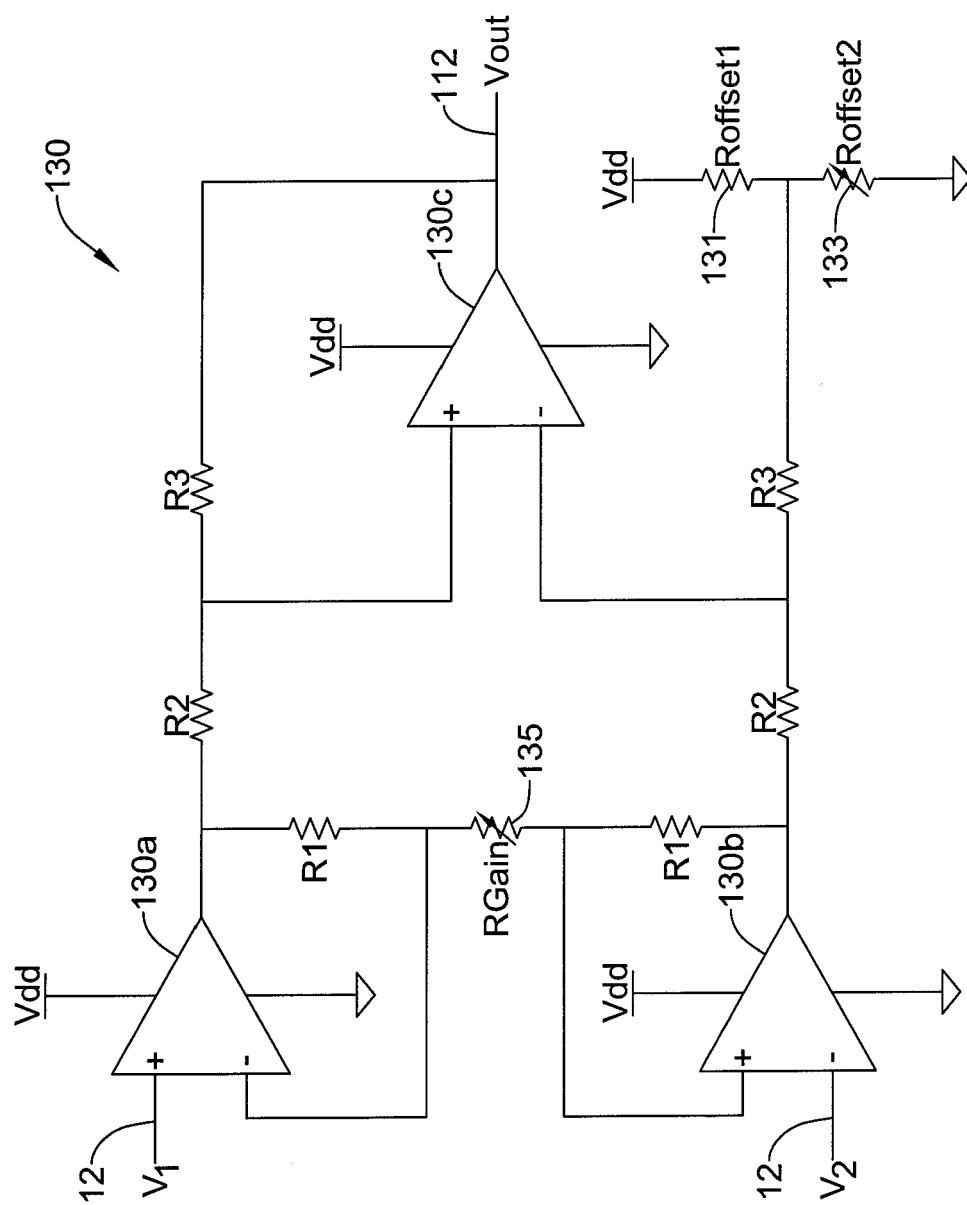 130
Vdd
130a
12
V1
+
-
R1
R2
R3
Vdd
130c
+
-
112
Vout
RGain
135
Vdd
130b
12
V2
+
-
R1
R2
R3
Vdd
131
Roffset1
133
Roffset2